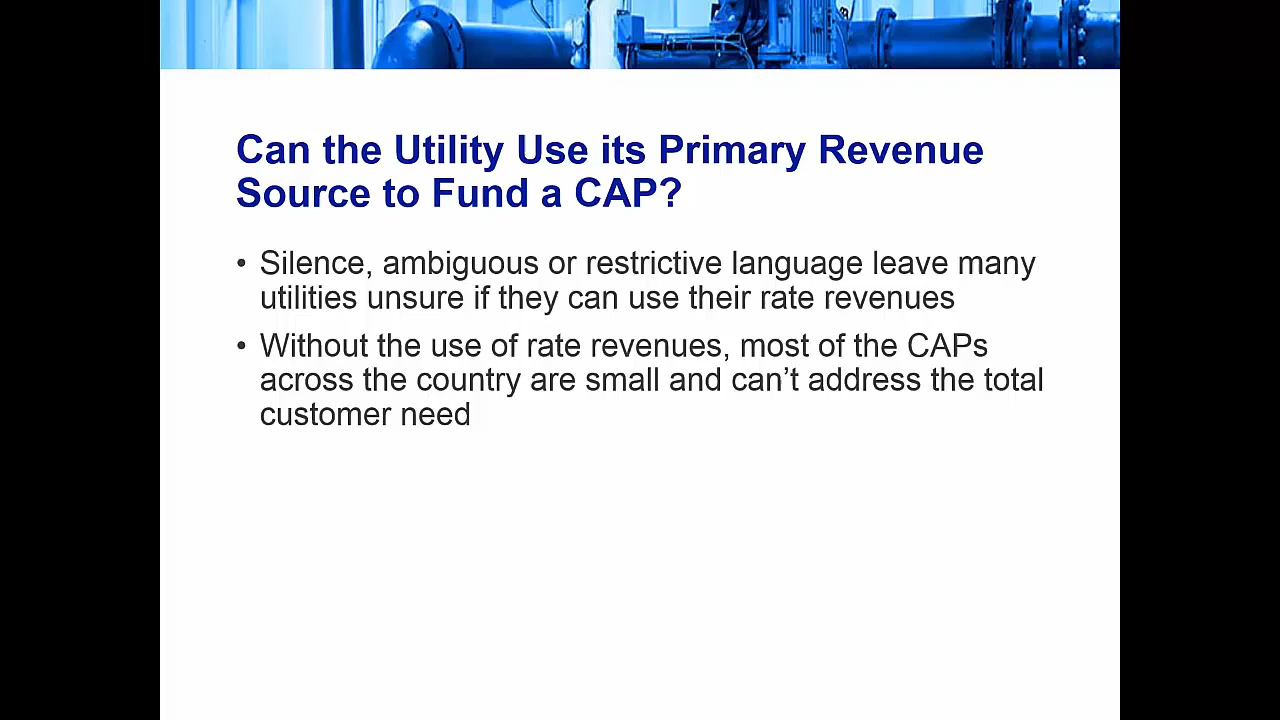 Can the Utility Use its Primary Revenue
Source to Fund a CAP?
• Silence, ambiguous or restrictive language leave many
utilities unsure if they can use their rate revenues
• Without the use of rate revenues, most of the CAPs
across the country are small and can’t address the total
customer need